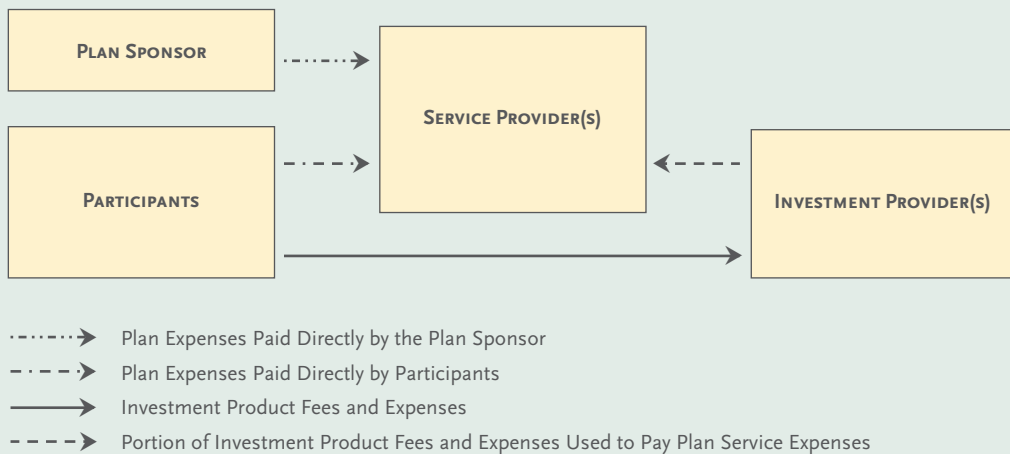 Plan Sponsor
Service Provider(s)
Participants
Investment Provider(s)
Plan Expenses Paid Directly by the Plan Sponsor
Plan Expenses Paid Directly by Participants
Investment Product Fees and Expenses
Portion of Investment Product Fees and Expenses Used to Pay Plan Service Expenses